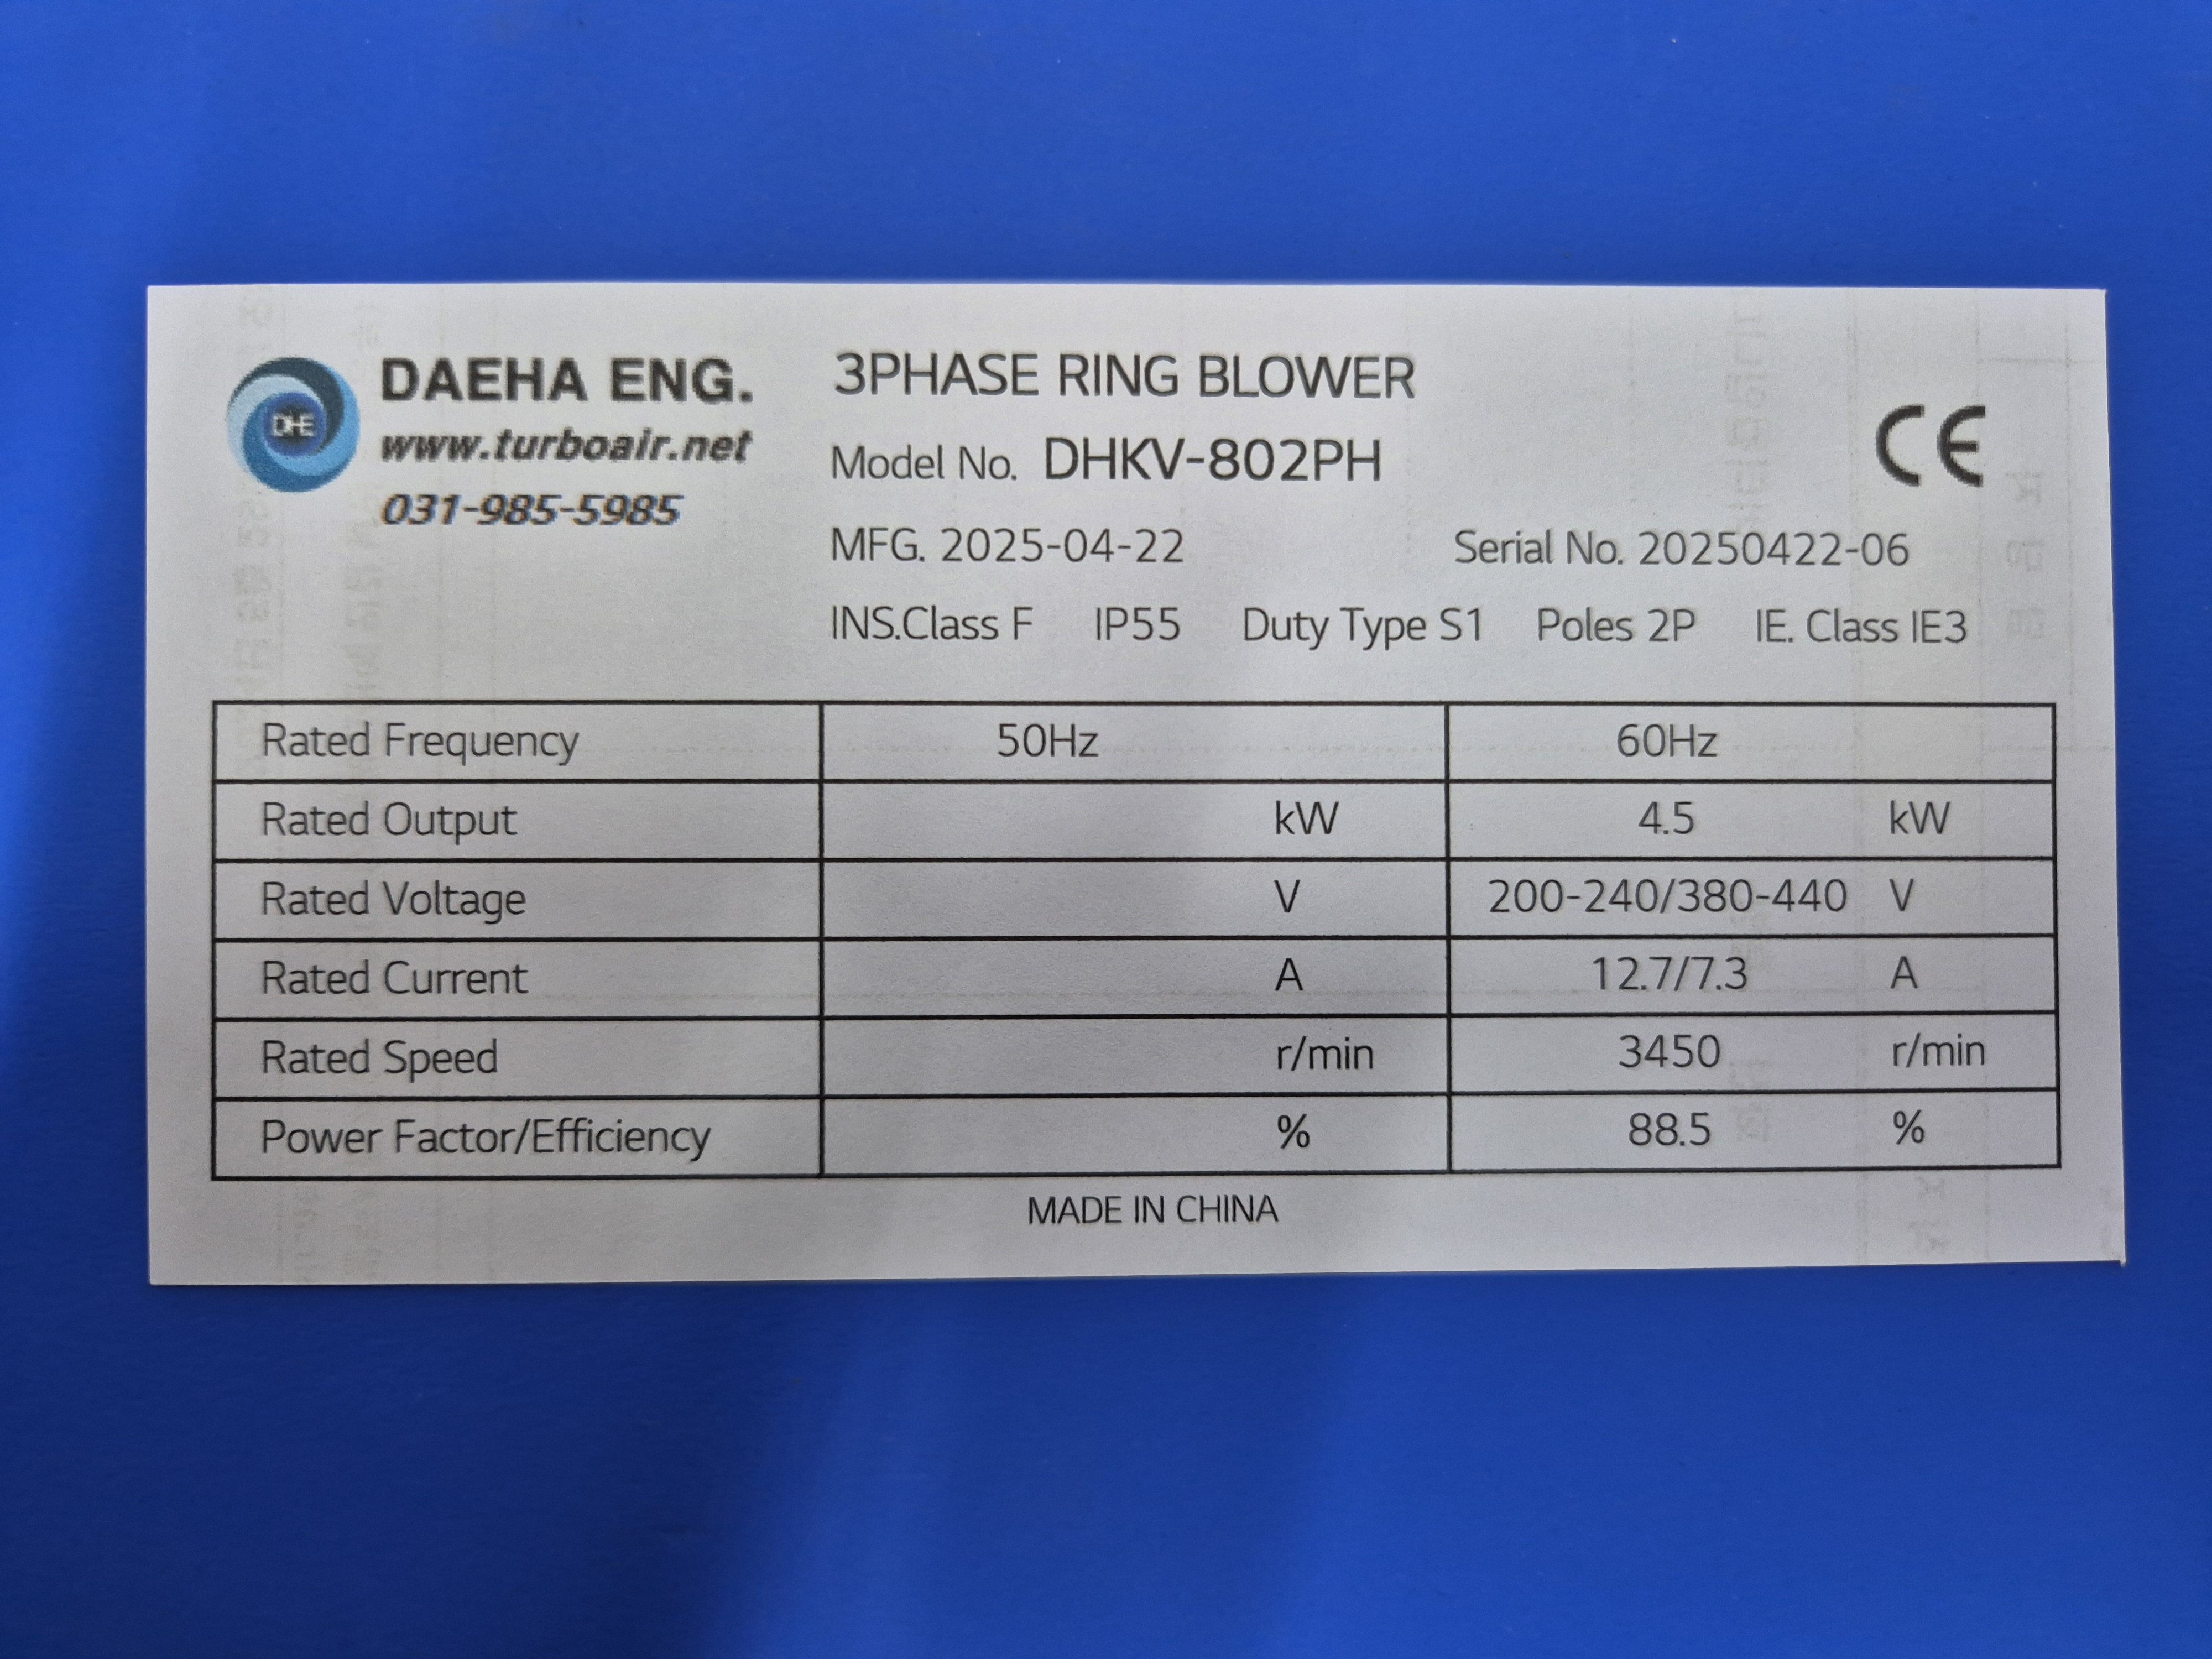 DHE
DAEHA ENG.
www.turboair.net
031-985-5985
3PHASE RING BLOWER
Model No. DHKV-802PH
CE
MFG. 2025-04-22 Serial No. 20250422-06
INS.Class F IP55 Duty Type S1 Poles 2P IE. Class IE3
Rated Frequency 50Hz 60Hz
Rated Output kW 4.5 kW
Rated Voltage V 200-240/380-440 V
Rated Current A 12.7/7.3 A
Rated Speed r/min 3450 r/min
Power Factor/Efficiency % 88.5 %
MADE IN CHINA